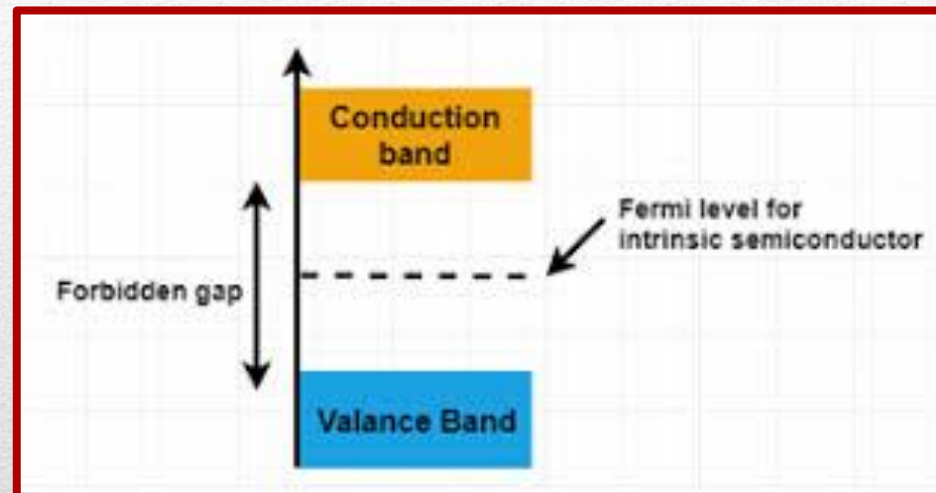 Conduction
band
Fermi level for
intrinsic semiconductor
Forbidden gap
Valance Band